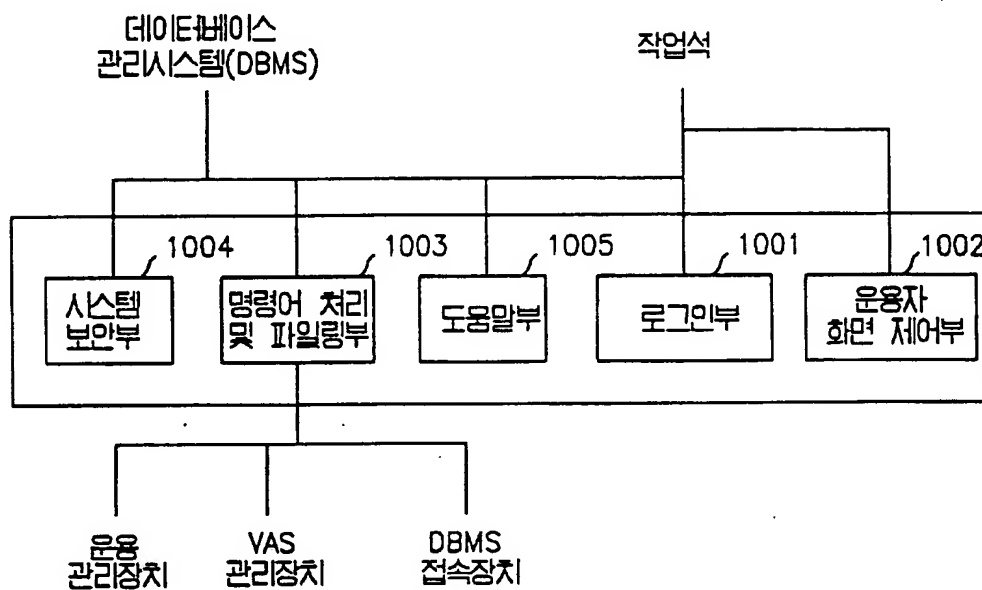 데이터베이스
관리시스템(DBMS)
작업석
1004
1003
1005
1001
1002
시스템
보안부
명령어 처리
및 파일링부
도움말부
로그인부
운용자
화면 제어부
운용
관리장치
VAS
관리장치
DBMS
접속장치